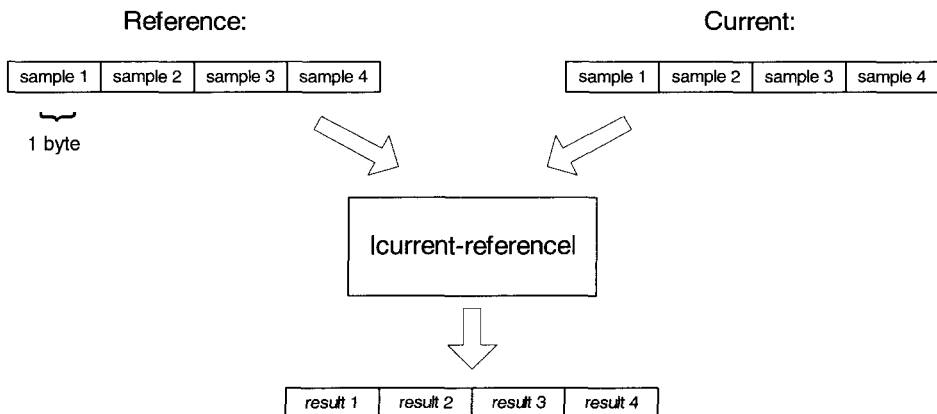 Reference:
Current:
sample 1 sample 2 sample 3 sample 4
sample 1 sample 2 sample 3 sample 4
1 byte
|current-reference|
result 1 result 2 result 3 result 4